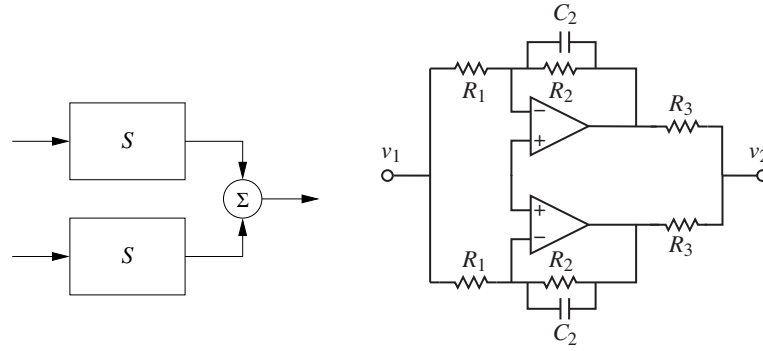 S
S
Σ
C₂
R₁
R₂
R₃
−
+
v₁
v₂
+
−
R₁
R₂
R₃
C₂